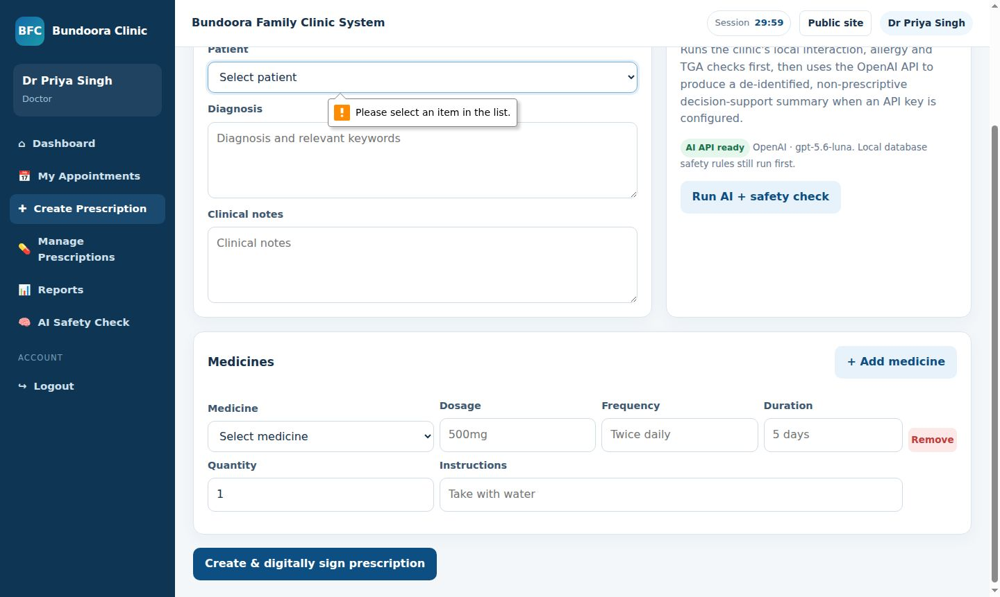 BFC Bundoora Clinic
Dr Priya Singh
Doctor
Dashboard
My Appointments
Create Prescription
Manage
Prescriptions
Reports
AI Safety Check
ACCOUNT
Logout
Bundoora Family Clinic System
Session 29:59
Public site
Dr Priya Singh
Patient
Select patient
Please select an item in the list.
Diagnosis
Diagnosis and relevant keywords
Clinical notes
Clinical notes
Runs the clinic's local interaction, allergy and
TGA checks first, then uses the OpenAI API to
produce a de-identified, non-prescriptive
decision-support summary when an API key is
configured.
AI API ready OpenAI · gpt-5.6-luna. Local database
safety rules still run first.
Run AI + safety check
Medicines
+ Add medicine
Medicine Dosage Frequency Duration
Select medicine 500mg Twice daily 5 days Remove
Quantity Instructions
1 Take with water
Create & digitally sign prescription